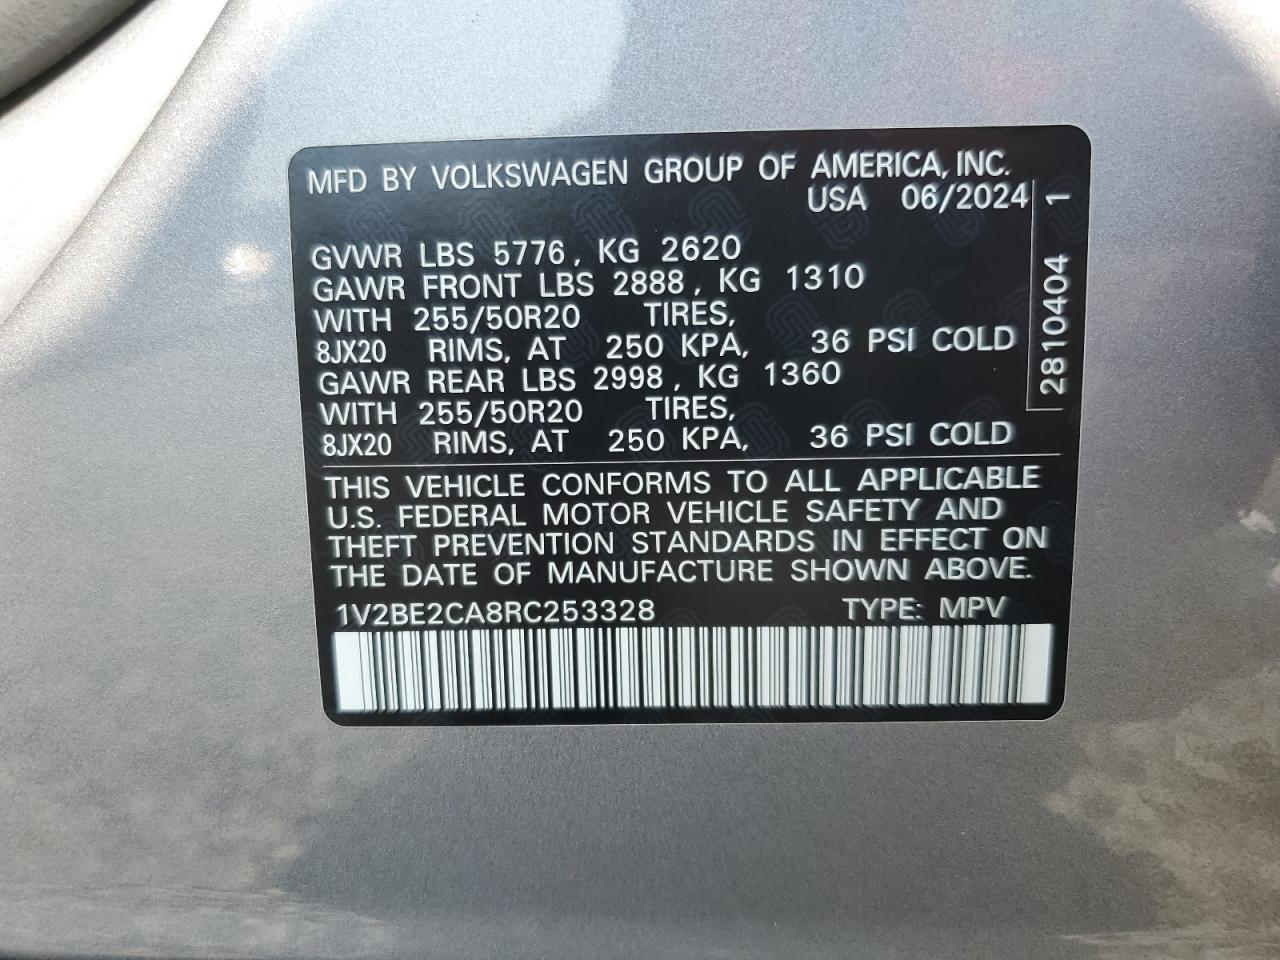 MFD BY VOLKSWAGEN GROUP OF AMERICA, INC.
USA 06/2024
GVWR LBS 5776, KG 2620
GAWR FRONT LBS 2888, KG 1310
WITH 255/50R20 TIRES,
8JX20 RIMS, AT 250 KPA, 36 PSI COLD
GAWR REAR LBS 2998, KG 1360
WITH 255/50R20 TIRES,
8JX20 RIMS, AT 250 KPA, 36 PSI COLD
2810404 1
THIS VEHICLE CONFORMS TO ALL APPLICABLE
U.S. FEDERAL MOTOR VEHICLE SAFETY AND
THEFT PREVENTION STANDARDS IN EFFECT ON
THE DATE OF MANUFACTURE SHOWN ABOVE.
1V2BE2CA8RC253328 TYPE: MPV